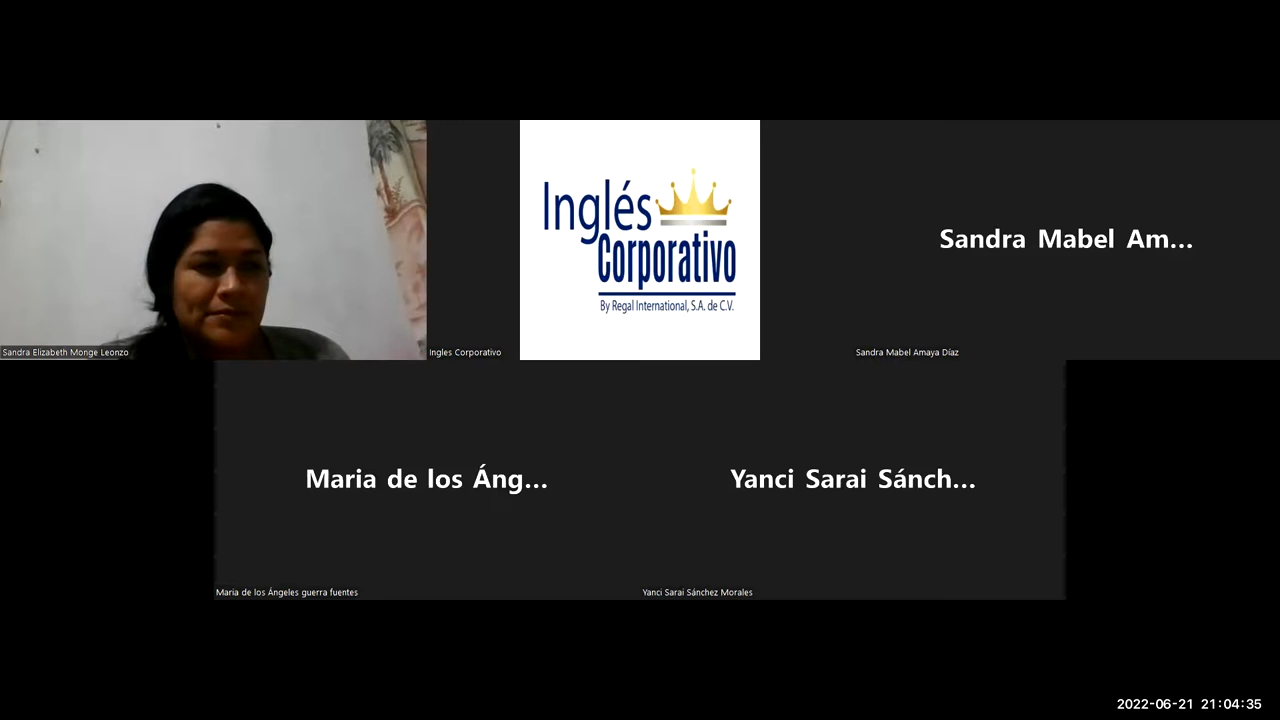 Inglés
Corporativo
By Regal International, S.A. de C.V.
Sandra Mabel Am...
Sandra Elizabeth Monge Leonzo
Ingles Corporativo
Sandra Mabel Amaya Díaz
Maria de los Áng...
Yanci Sarai Sánch...
Maria de los Ángeles guerra fuentes
Yanci Sarai Sánchez Morales
2022-06-21 21:04:35